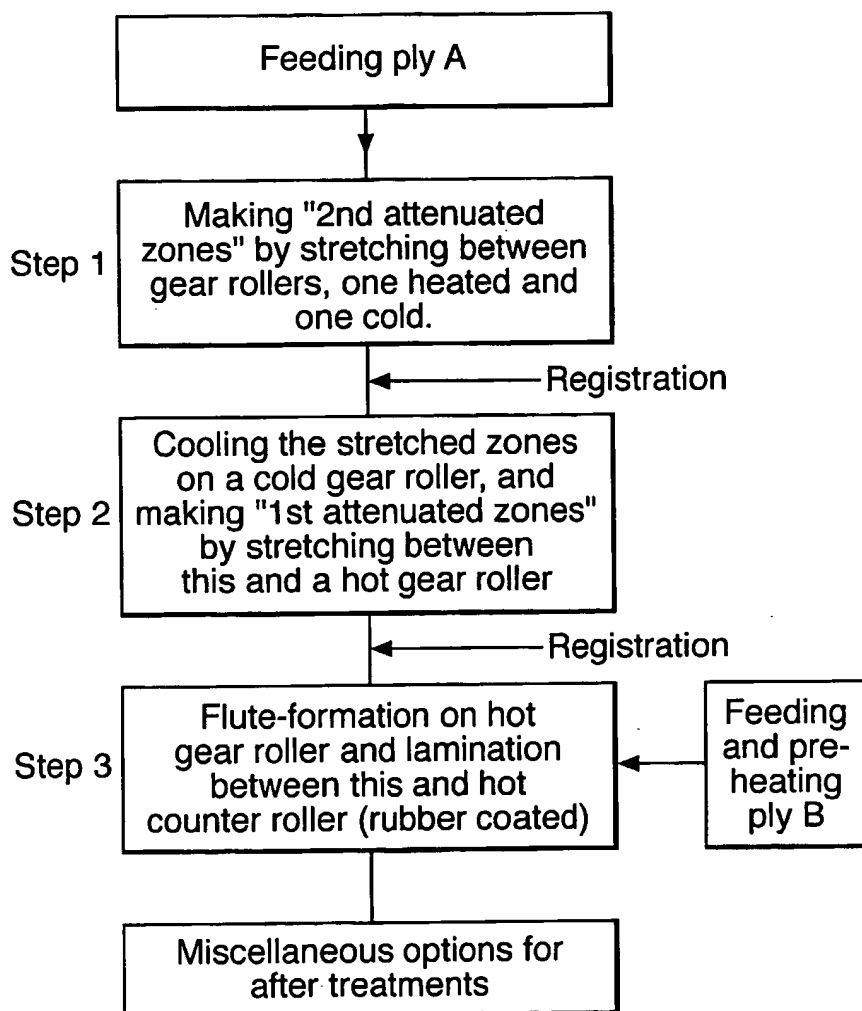 Feeding ply A
Step 1
Making "2nd attenuated
zones" by stretching between
gear rollers, one heated and
one cold.
Registration
Step 2
Cooling the stretched zones
on a cold gear roller, and
making "1st attenuated zones"
by stretching between
this and a hot gear roller
Registration
Step 3
Flute-formation on hot
gear roller and lamination
between this and hot
counter roller (rubber coated)
Feeding
and pre-
heating
ply B
Miscellaneous options for
after treatments